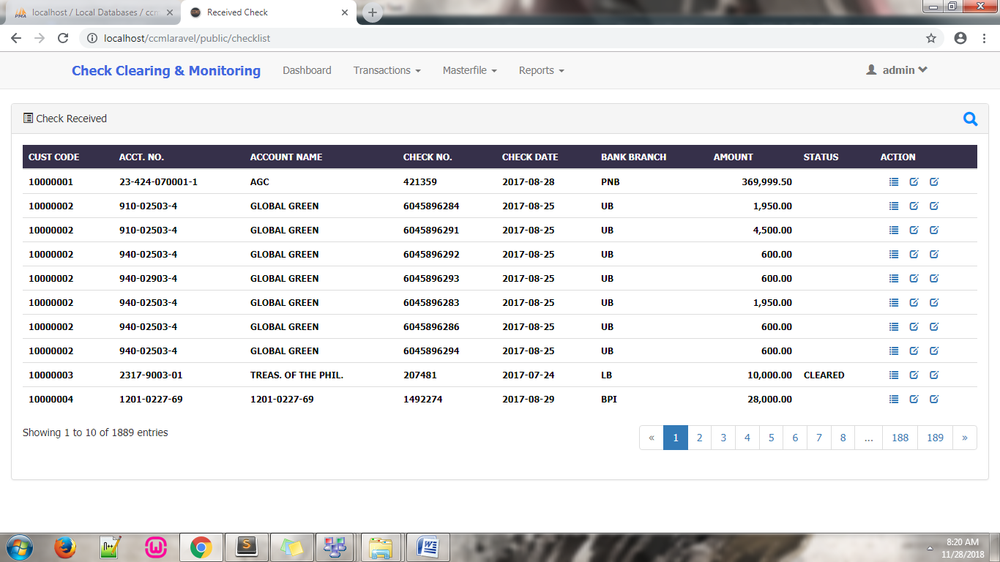 localhost / Local Databases / ccm
Received Check
localhost/ccmlaravel/public/checklist
Check Clearing & Monitoring Dashboard Transactions Masterfile Reports admin
Check Received
CUST CODE ACCT. NO. ACCOUNT NAME CHECK NO. CHECK DATE BANK BRANCH AMOUNT STATUS ACTION
10000001 23-424-070001-1 AGC 421359 2017-08-28 PNB 369,999.50
10000002 910-02503-4 GLOBAL GREEN 6045896284 2017-08-25 UB 1,950.00
10000002 910-02503-4 GLOBAL GREEN 6045896291 2017-08-25 UB 4,500.00
10000002 940-02503-4 GLOBAL GREEN 6045896292 2017-08-25 UB 600.00
10000002 940-02903-4 GLOBAL GREEN 6045896293 2017-08-25 UB 600.00
10000002 940-02503-4 GLOBAL GREEN 6045896283 2017-08-25 UB 1,950.00
10000002 940-02503-4 GLOBAL GREEN 6045896286 2017-08-25 UB 600.00
10000002 940-02503-4 GLOBAL GREEN 6045896294 2017-08-25 UB 600.00
10000003 2317-9003-01 TREAS. OF THE PHIL. 207481 2017-07-24 LB 10,000.00 CLEARED
10000004 1201-0227-69 1201-0227-69 1492274 2017-08-29 BPI 28,000.00
Showing 1 to 10 of 1889 entries
« 1 2 3 4 5 6 7 8 ... 188 189 »
8:20 AM
11/28/2018